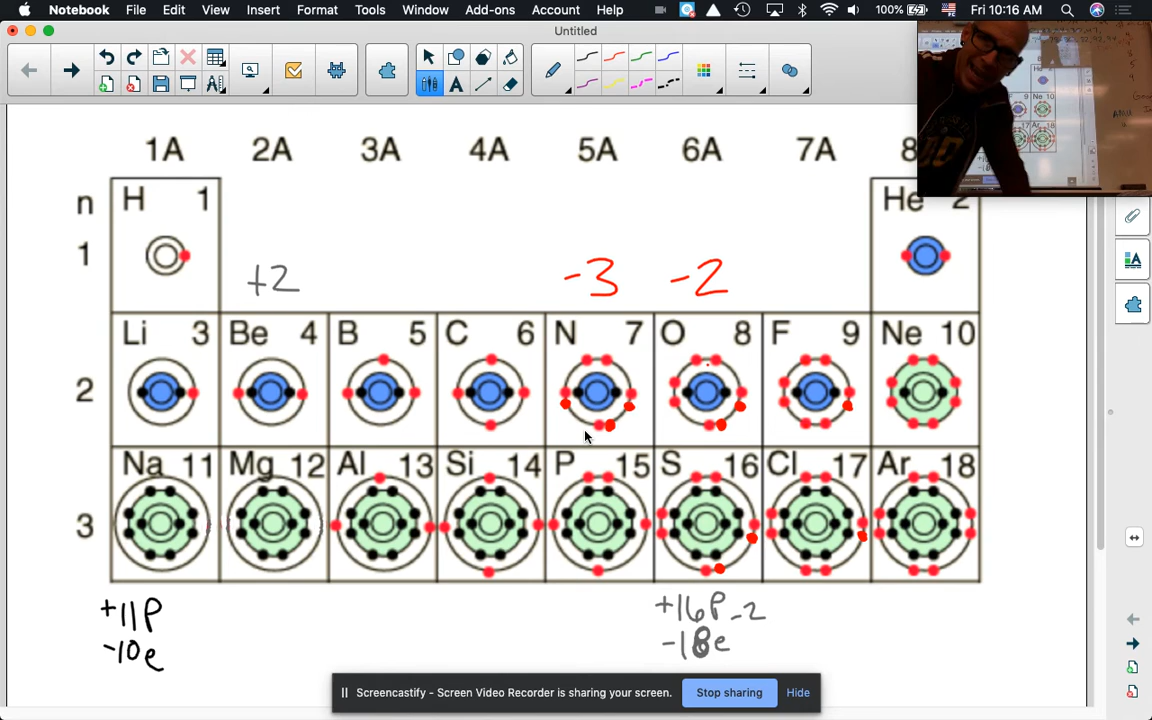 Notebook File Edit View Insert Format Tools Window Add-ons Account Help 100% Fri 10:16 AM
Untitled
1A 2A 3A 4A 5A 6A 7A 8
n H 1 He 2
1
+2 -3 -2
Li 3 Be 4 B 5 C 6 N 7 O 8 F 9 Ne 10
2
Na 11 Mg 12 Al 13 Si 14 P 15 S 16 Cl 17 Ar 18
3
+11P +16P -2
-10e -18e
Screencastify - Screen Video Recorder is sharing your screen. Stop sharing Hide